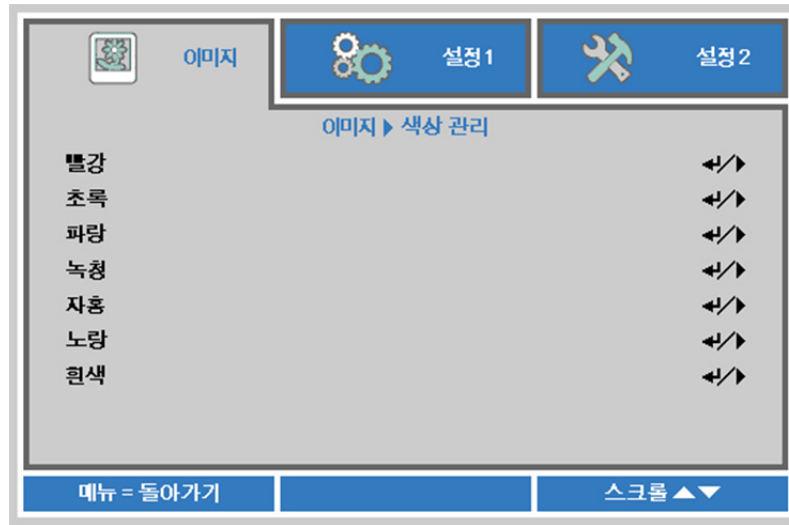 이미지 설정1 설정2
이미지 ▶ 색상 관리
빨강 ↵/▶
초록 ↵/▶
파랑 ↵/▶
녹청 ↵/▶
자홍 ↵/▶
노랑 ↵/▶
흰색 ↵/▶
메뉴 = 돌아가기 스크롤 ▲▼